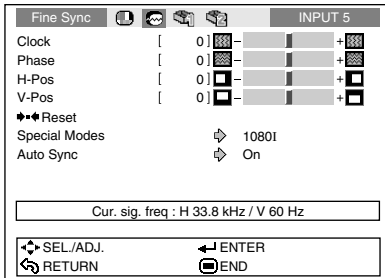 Fine Sync INPUT 5
Clock [ 0 ] - +
Phase [ 0 ] - +
H-Pos [ 0 ] - +
V-Pos [ 0 ] - +
Reset
Special Modes 1080I
Auto Sync On
Cur. sig. freq : H 33.8 kHz / V 60 Hz
SEL./ADJ. ENTER
RETURN END